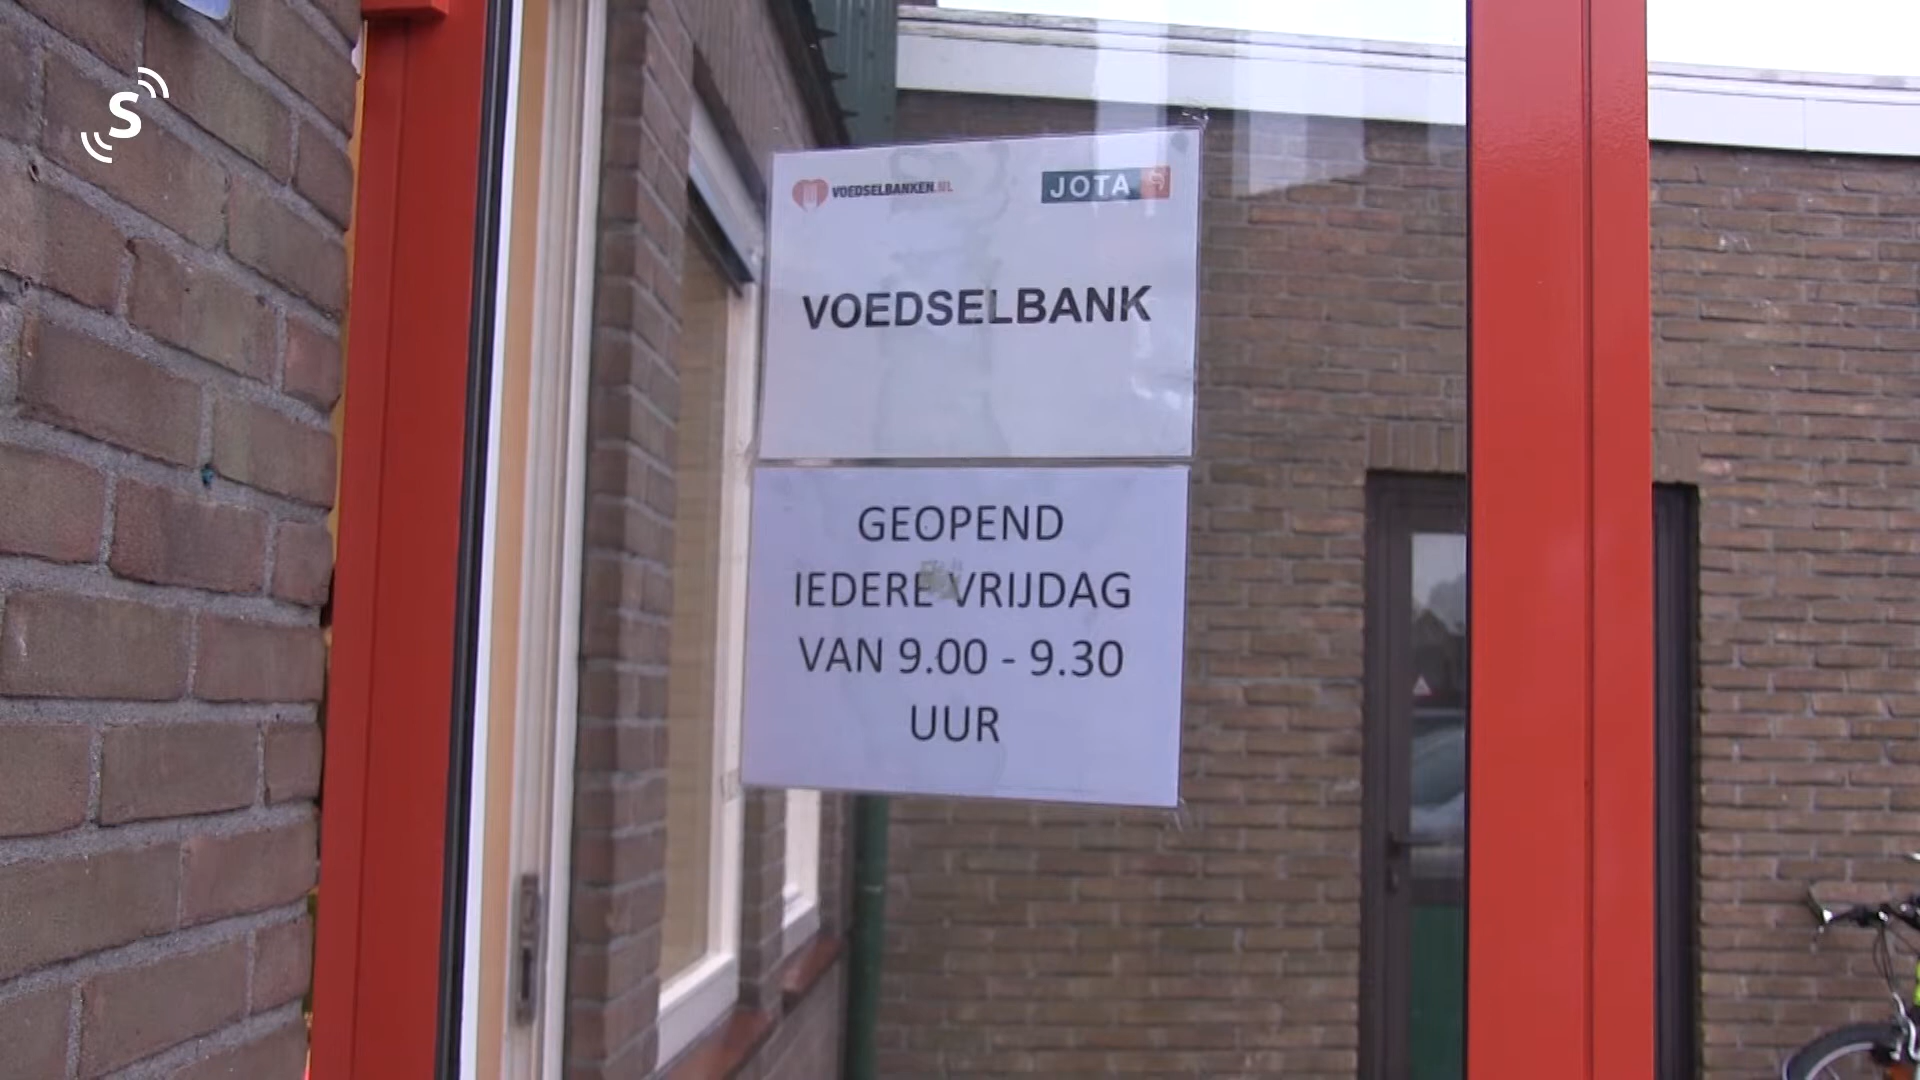 S
VOEDSELBANKEN.NL JOTA
VOEDSELBANK
GEOPEND
IEDERE VRIJDAG
VAN 9.00 - 9.30
UUR